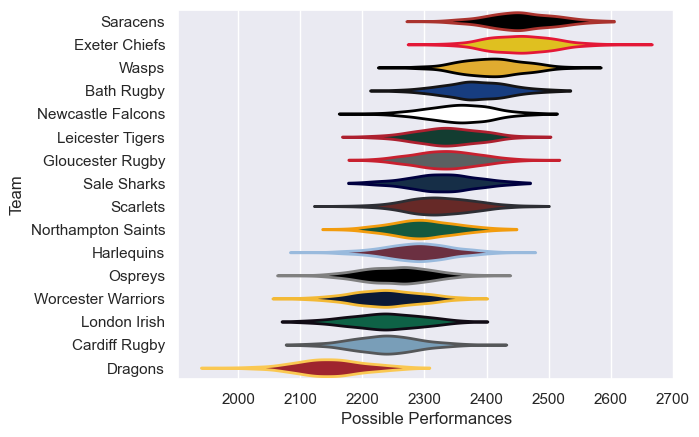 Saracens
Exeter Chiefs
Wasps
Bath Rugby
Newcastle Falcons
Leicester Tigers
Gloucester Rugby
Sale Sharks
Scarlets
Northampton Saints
Harlequins
Ospreys
Worcester Warriors
London Irish
Cardiff Rugby
Dragons
Team
2000 2100 2200 2300 2400 2500 2600 2700
Possible Performances